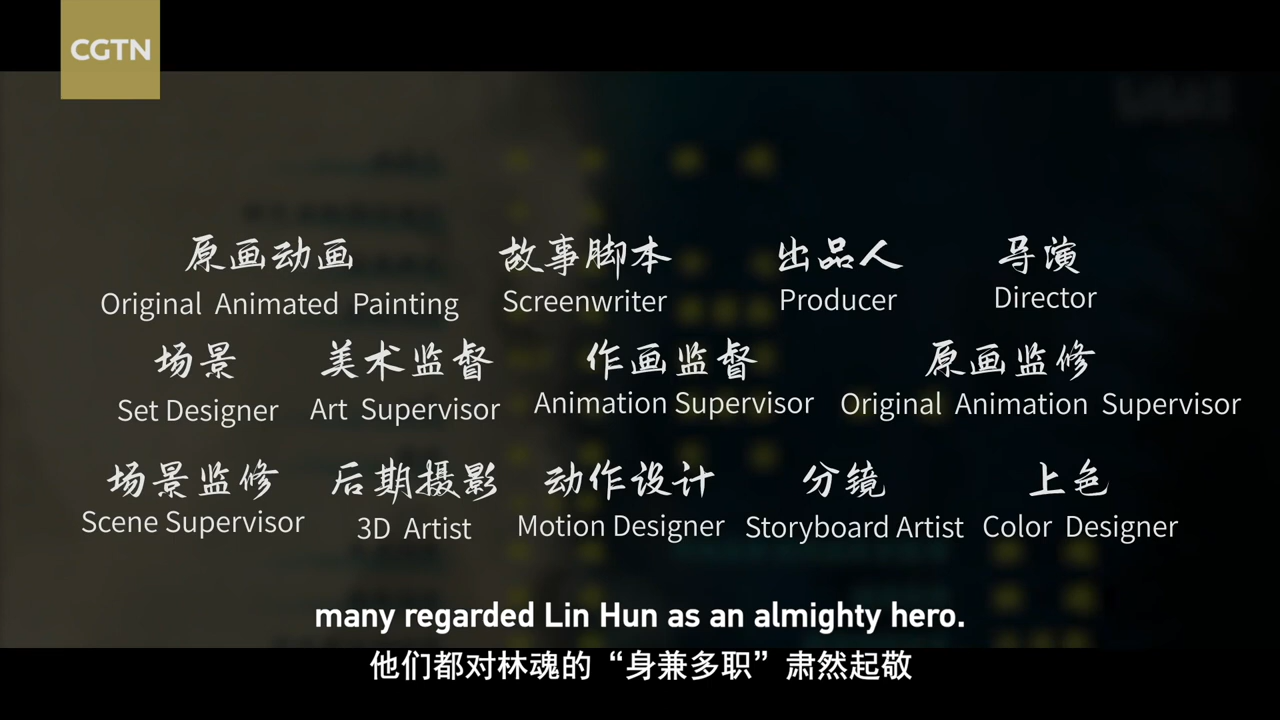 CGTN
原画动画 故事脚本 出品人 导演
Original Animated Painting Screenwriter Producer Director
场景 美术监督 作画监督 原画监修
Set Designer Art Supervisor Animation Supervisor Original Animation Supervisor
场景监修 后期摄影 动作设计 分镜 上色
Scene Supervisor 3D Artist Motion Designer Storyboard Artist Color Designer
many regarded Lin Hun as an almighty hero.
他们都对林魂的“身兼多职”肃然起敬